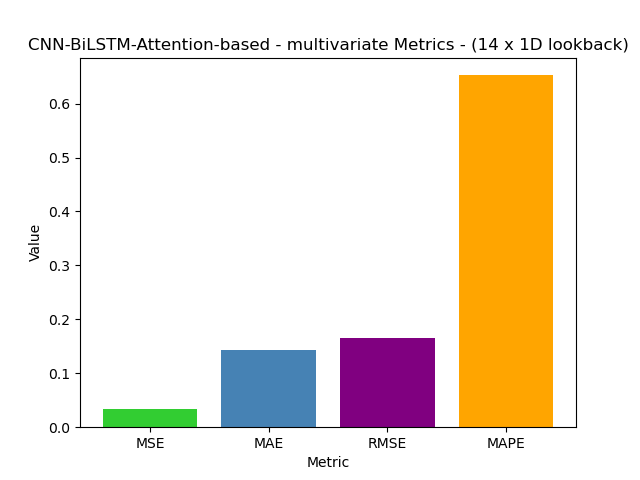 CNN-BiLSTM-Attention-based - multivariate Metrics - (14 x 1D lookback)
0.6
0.5
0.4
0.3
0.2
0.1
0.0
Value
MSE MAE RMSE MAPE
Metric